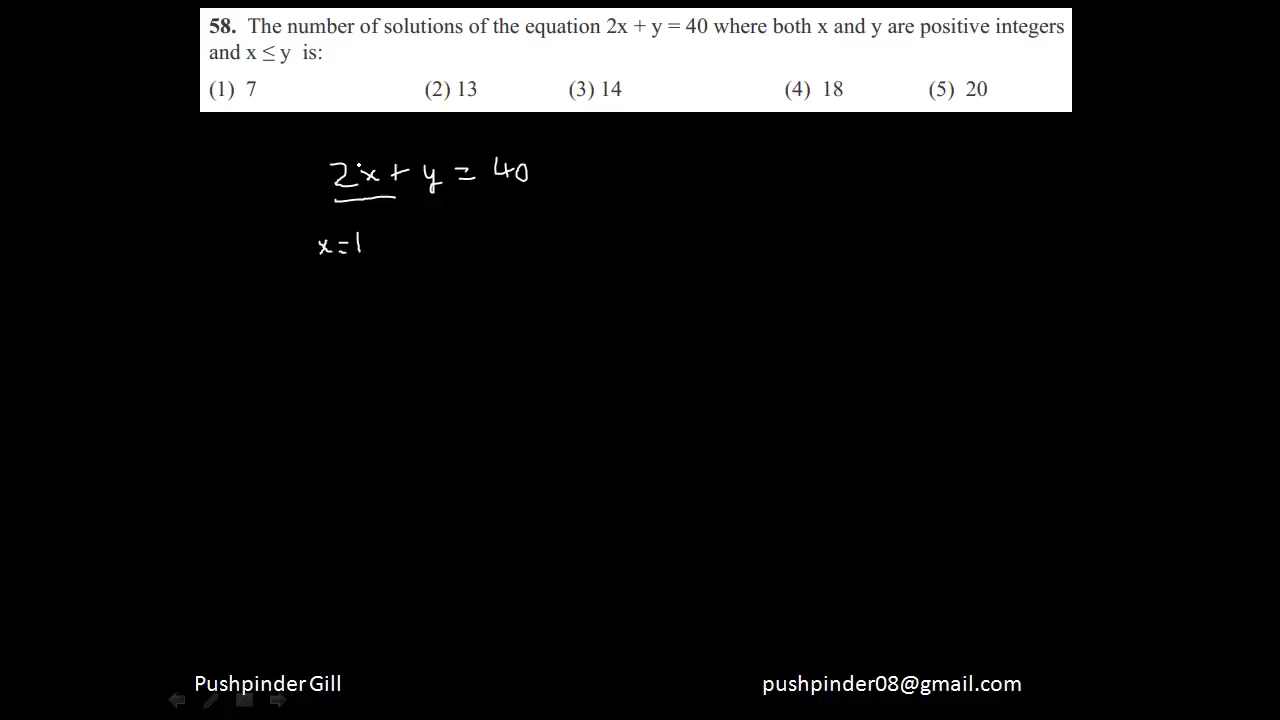 58. The number of solutions of the equation 2x + y = 40 where both x and y are positive integers
and x ≤ y is:
(1) 7 (2) 13 (3) 14 (4) 18 (5) 20
2x + y = 40
x = 1
Pushpinder Gill pushpinder08@gmail.com